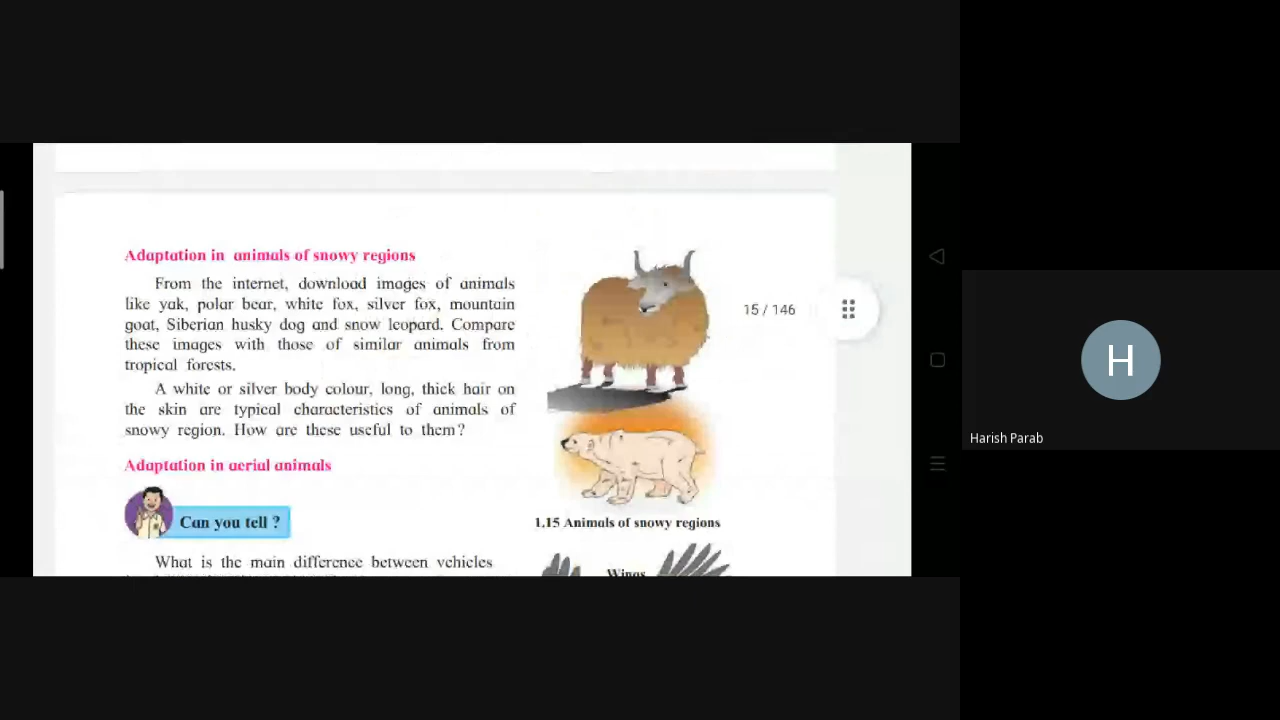 Adaptation in animals of snowy regions
From the internet, download images of animals
like yak, polar bear, white fox, silver fox, mountain
goat, Siberian husky dog and snow leopard. Compare
these images with those of similar animals from
tropical forests.
A white or silver body colour, long, thick hair on
the skin are typical characteristics of animals of
snowy region. How are these useful to them?
Adaptation in aerial animals
Can you tell ?
What is the main difference between vehicles
1.15 Animals of snowy regions
Wings
15 / 146
H
Harish Parab